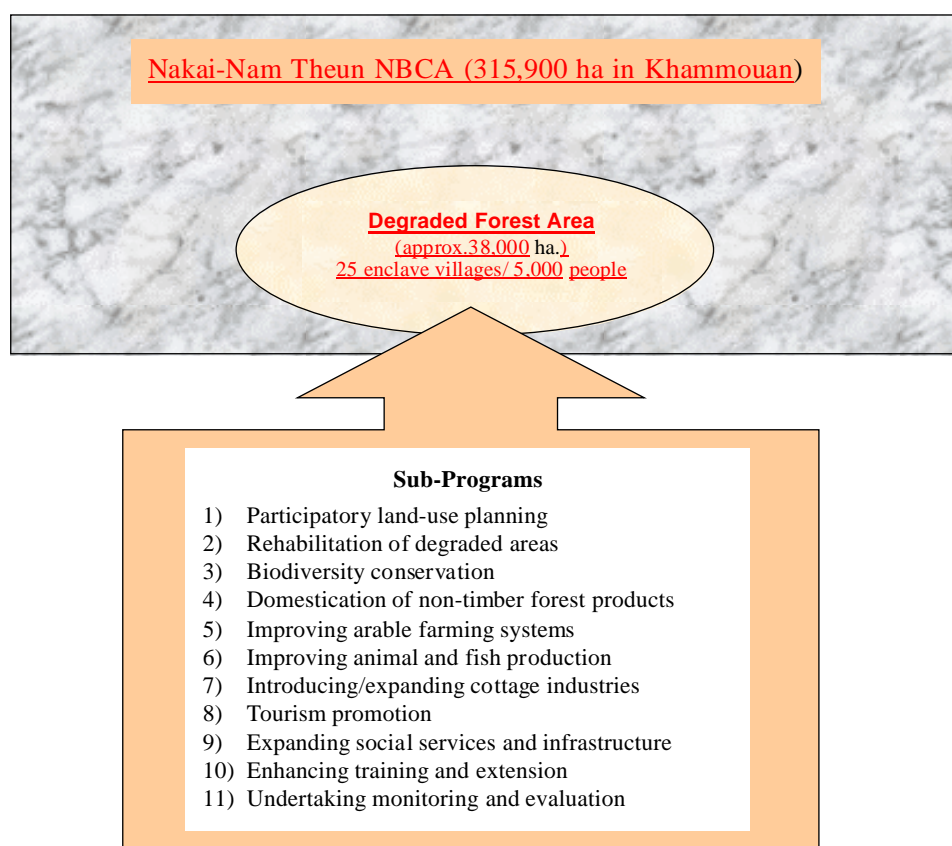 Nakai-Nam Theun NBCA (315,900 ha in Khammouan)
Degraded Forest Area
(approx.38,000 ha.)
25 enclave villages/ 5,000 people
Sub-Programs
1) Participatory land-use planning
2) Rehabilitation of degraded areas
3) Biodiversity conservation
4) Domestication of non-timber forest products
5) Improving arable farming systems
6) Improving animal and fish production
7) Introducing/expanding cottage industries
8) Tourism promotion
9) Expanding social services and infrastructure
10) Enhancing training and extension
11) Undertaking monitoring and evaluation